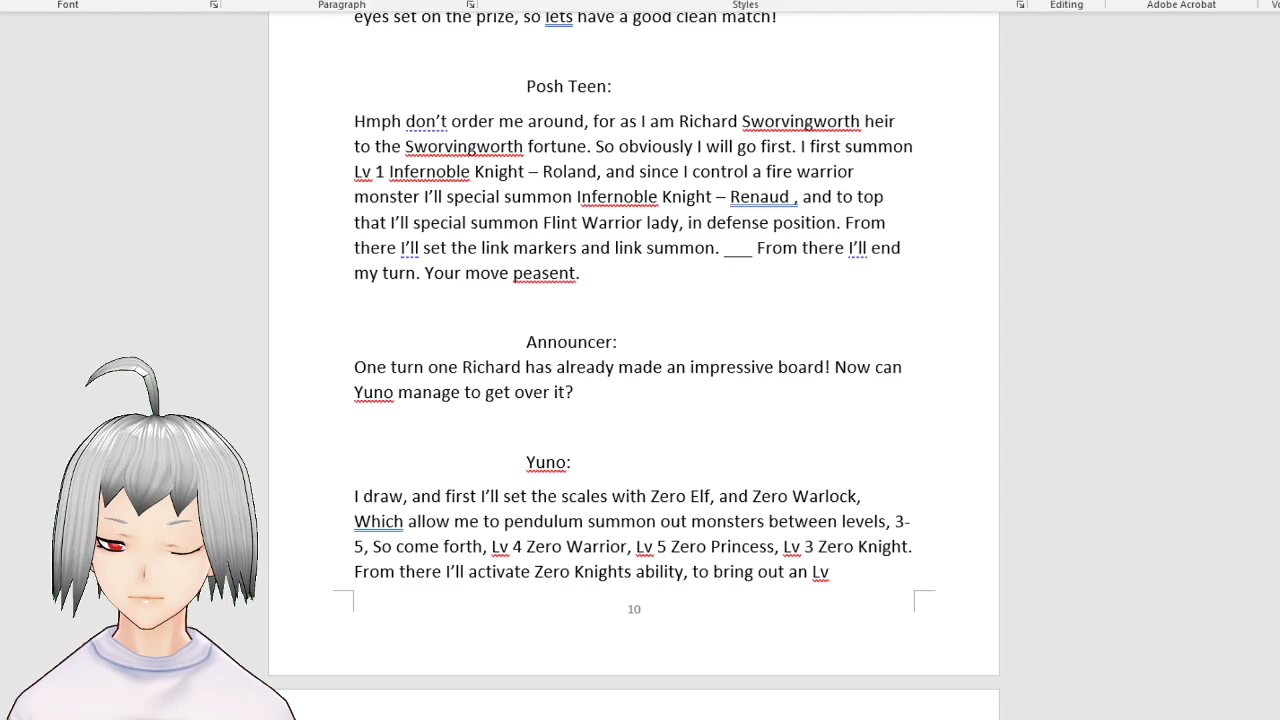 Font
Paragraph
Styles
Editing
Adobe Acrobat
eyes set on the prize, so lets have a good clean match!
Posh Teen:
Hmph don't order me around, for as I am Richard Sworvingworth heir
to the Sworvingworth fortune. So obviously I will go first. I first summon
Lv 1 Infernoble Knight – Roland, and since I control a fire warrior
monster I'll special summon Infernoble Knight – Renaud , and to top
that I'll special summon Flint Warrior lady, in defense position. From
there I'll set the link markers and link summon. ___ From there I'll end
my turn. Your move peasent.
Announcer:
One turn one Richard has already made an impressive board! Now can
Yuno manage to get over it?
Yuno:
I draw, and first I'll set the scales with Zero Elf, and Zero Warlock,
Which allow me to pendulum summon out monsters between levels, 3-
5, So come forth, Lv 4 Zero Warrior, Lv 5 Zero Princess, Lv 3 Zero Knight.
From there I'll activate Zero Knights ability, to bring out an Lv
10